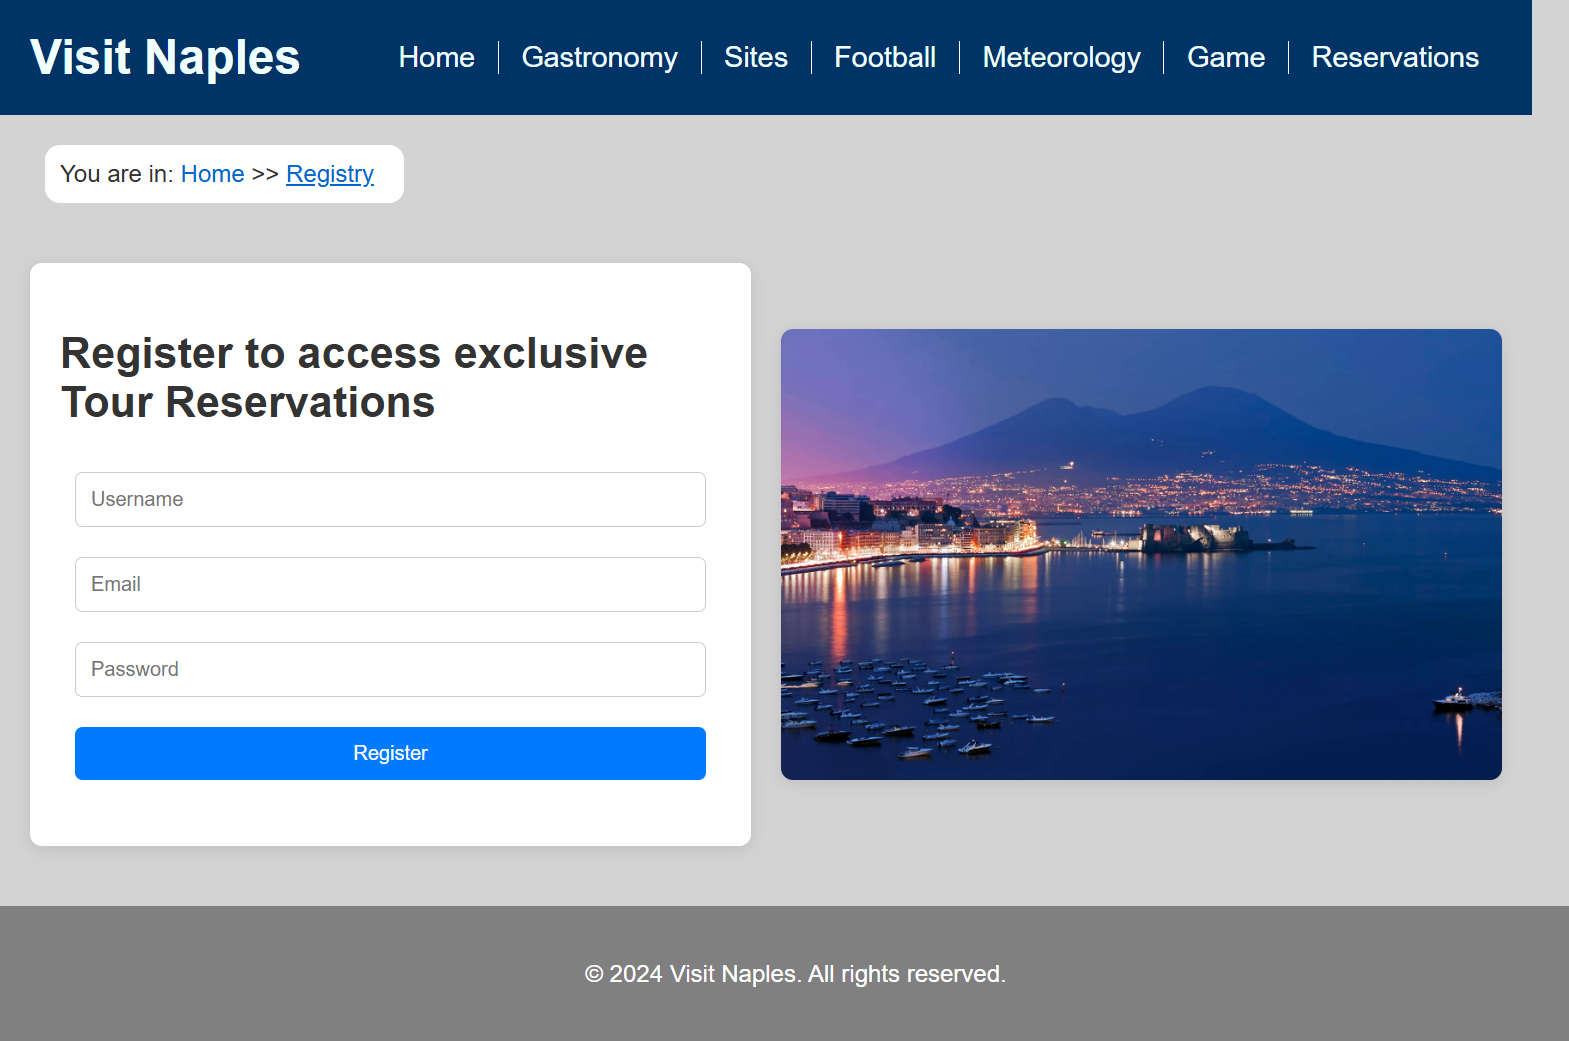 Visit Naples
Home
Gastronomy
Sites
Football
Meteorology
Game
Reservations
You are in: Home >> Registry
Register to access exclusive
Tour Reservations
Username
Email
Password
Register
© 2024 Visit Naples. All rights reserved.